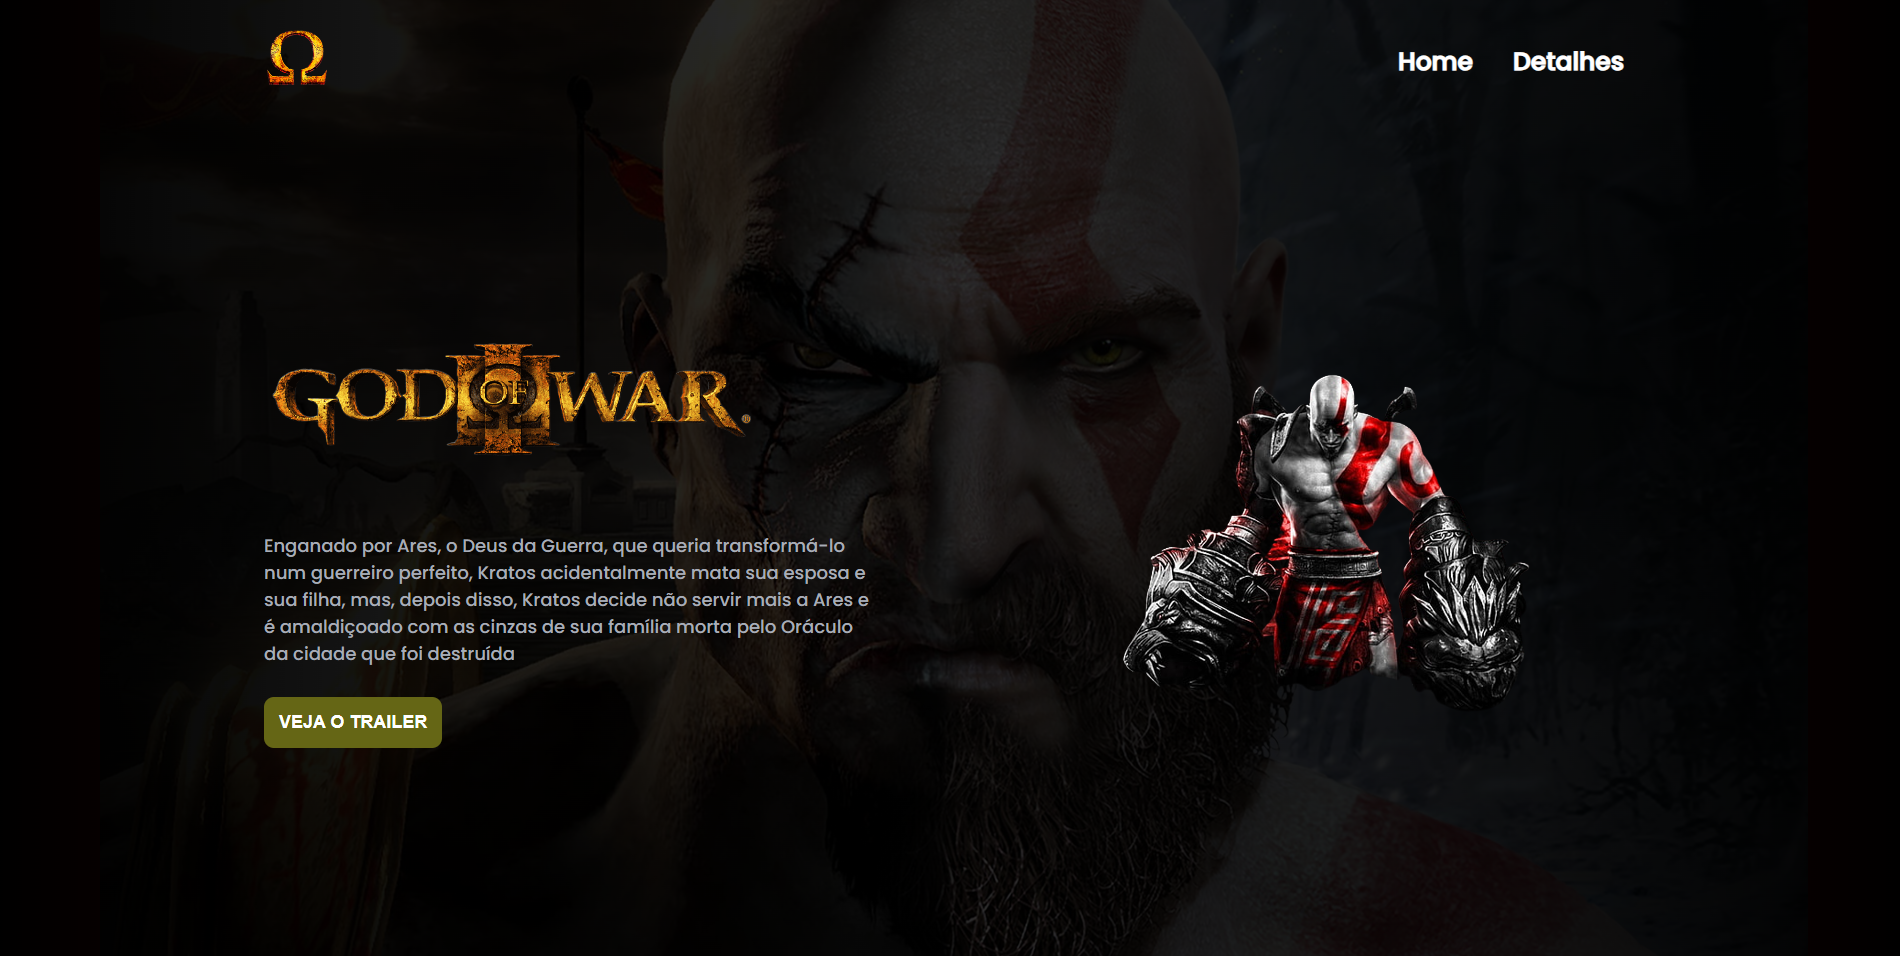 Ω
Home Detalhes
GOD OF WAR ®
III
Enganado por Ares, o Deus da Guerra, que queria transformá-lo
num guerreiro perfeito, Kratos acidentalmente mata sua esposa e
sua filha, mas, depois disso, Kratos decide não servir mais a Ares e
é amaldiçoado com as cinzas de sua família morta pelo Oráculo
da cidade que foi destruída
VEJA O TRAILER